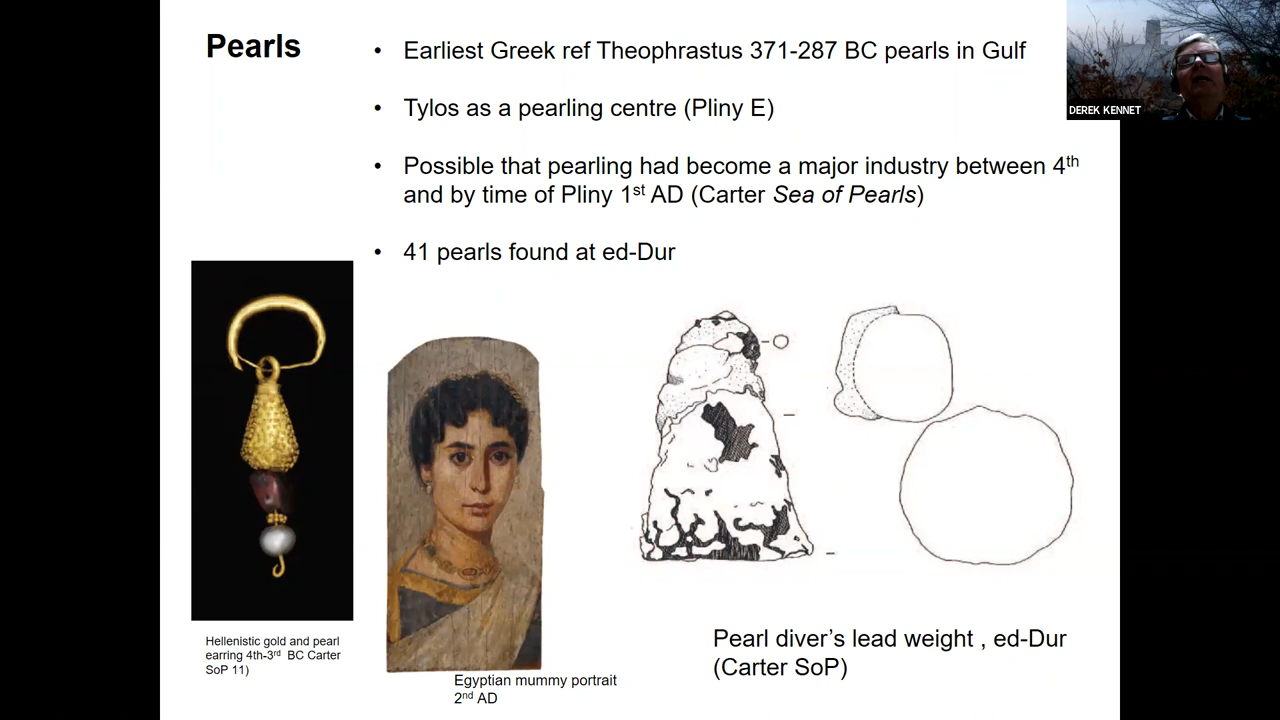 Pearls
• Earliest Greek ref Theophrastus 371-287 BC pearls in Gulf
• Tylos as a pearling centre (Pliny E)
• Possible that pearling had become a major industry between 4th
and by time of Pliny 1st AD (Carter Sea of Pearls)
• 41 pearls found at ed-Dur
DEREK KENNET
Hellenistic gold and pearl
earring 4th-3rd BC Carter
SoP 11)
Egyptian mummy portrait
2nd AD
Pearl diver’s lead weight , ed-Dur
(Carter SoP)